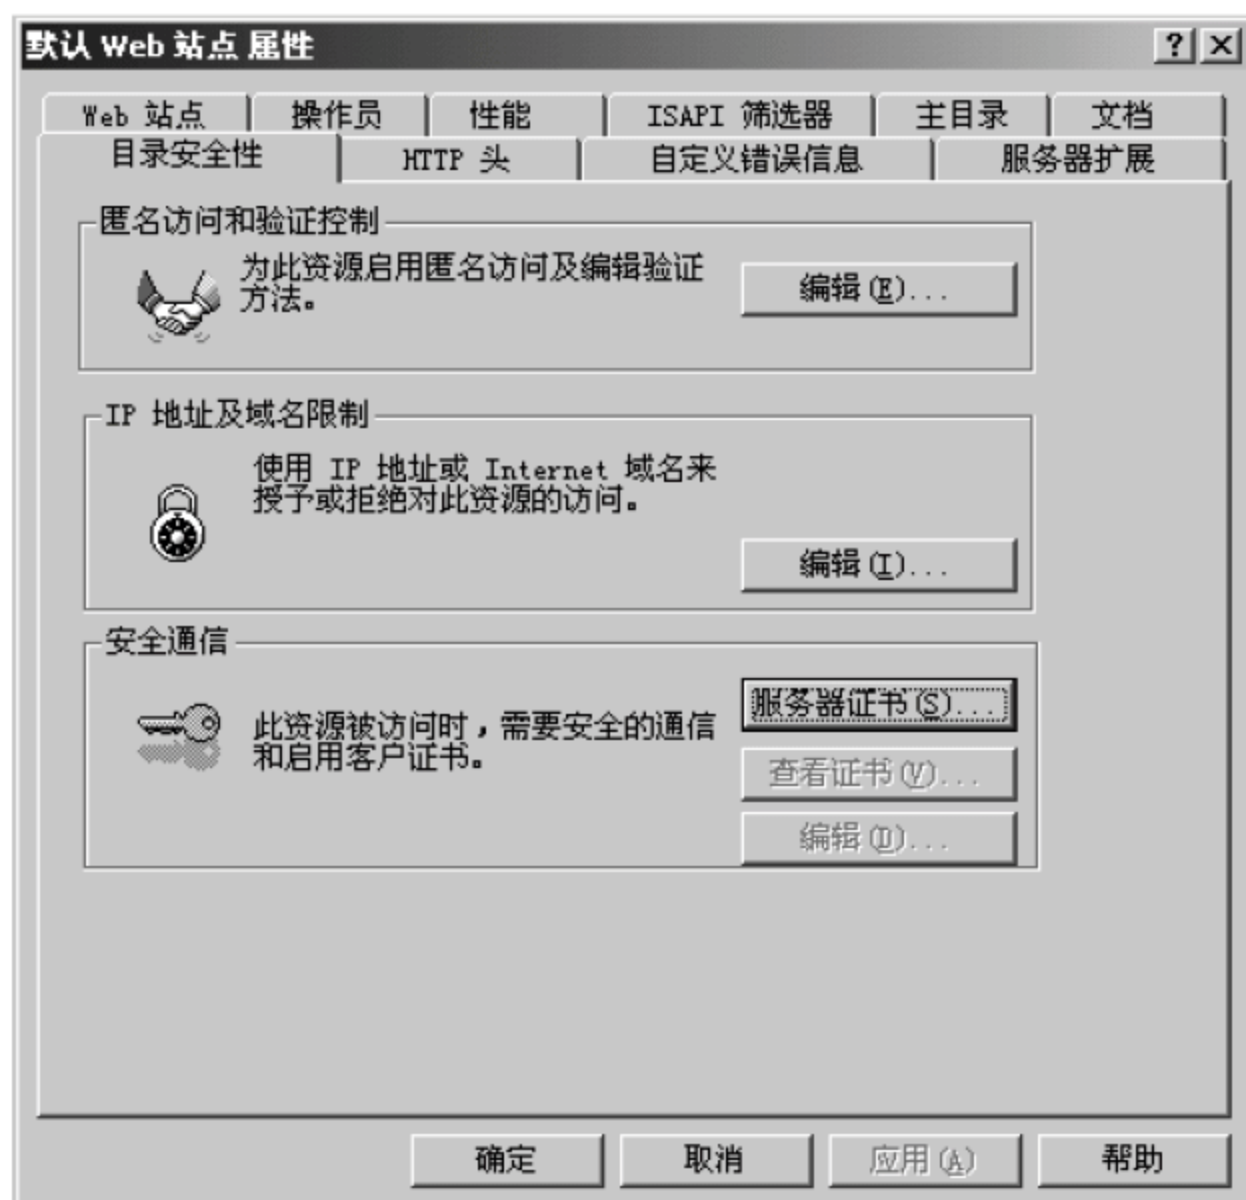 默认 Web 站点 属性
Web 站点 操作员 性能 ISAPI 筛选器 主目录 文档
目录安全性 HTTP 头 自定义错误信息 服务器扩展
匿名访问和验证控制
为此资源启用匿名访问及编辑验证
方法。
编辑(E)...
IP 地址及域名限制
使用 IP 地址或 Internet 域名来
授予或拒绝对此资源的访问。
编辑(I)...
安全通信
此资源被访问时，需要安全的通信
和启用客户证书。
服务器证书(S)...
查看证书(V)...
编辑(D)...
确定 取消 应用(A) 帮助